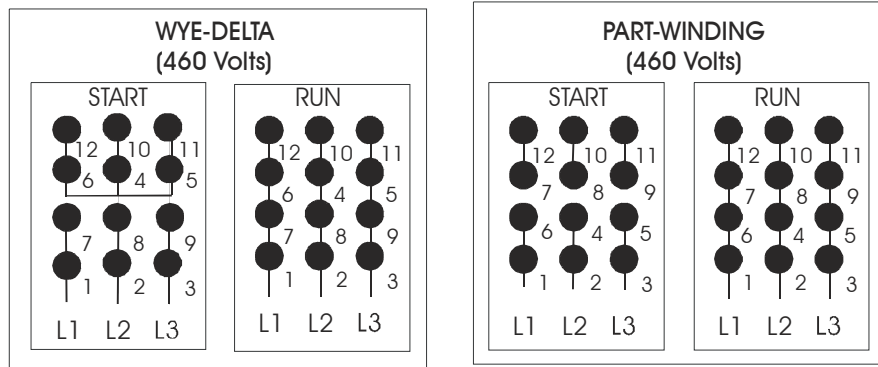 WYE-DELTA
(460 Volts)
START
12 10 11
6 4 5
7 8 9
1 2 3
L1 L2 L3
RUN
12 10 11
6 4 5
7 8 9
1 2 3
L1 L2 L3
PART-WINDING
(460 Volts)
START
12 10 11
7 8 9
6 4 5
1 2 3
L1 L2 L3
RUN
12 10 11
7 8 9
6 4 5
1 2 3
L1 L2 L3